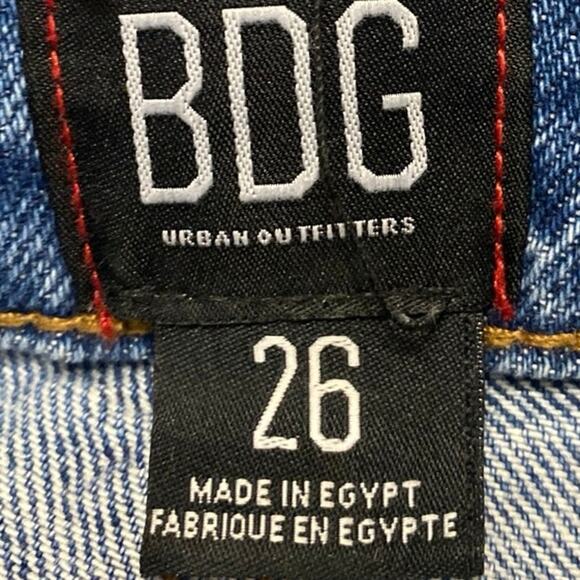 BDG
URBAN OUTFITTERS
26
MADE IN EGYPT
FABRIQUE EN EGYPTE